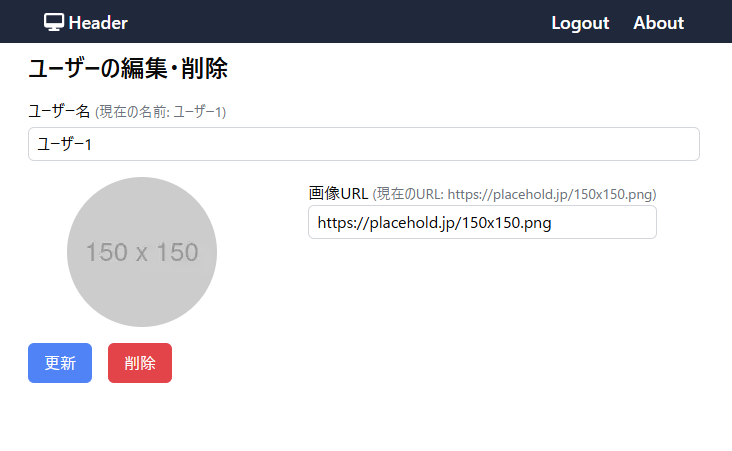 Header Logout About
ユーザーの編集・削除
ユーザー名 (現在の名前: ユーザー1)
ユーザー1
150 x 150
画像URL (現在のURL: https://placehold.jp/150x150.png)
https://placehold.jp/150x150.png
更新 削除